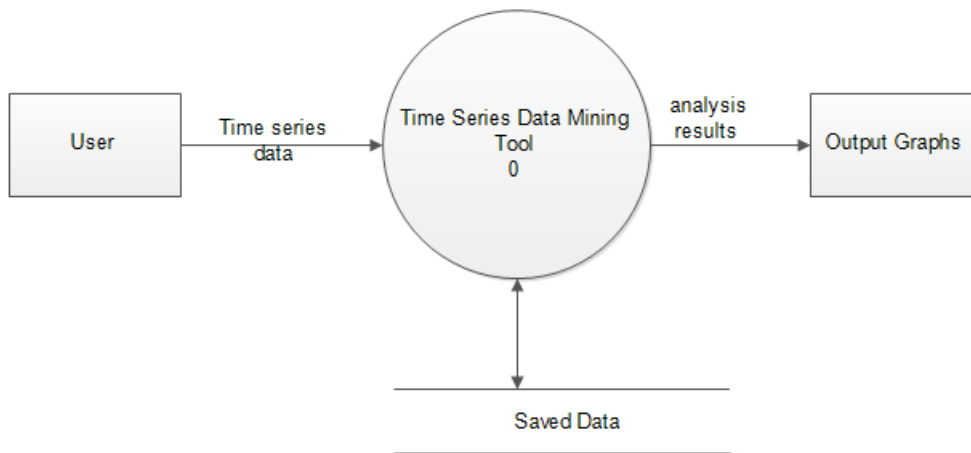 User
Time series
data
Time Series Data Mining
Tool
0
analysis
results
Output Graphs
Saved Data